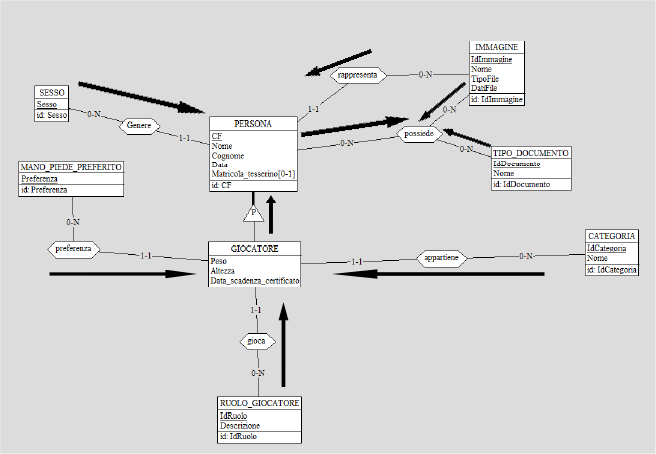 IMMAGINE
IdImmagine
Nome
TipoFile
DatiFile
id: IdImmagine
rappresenta
0-N
1-1
SESSO
Sesso
id: Sesso
0-N
Genere
1-1
PERSONA
CF
Nome
Cognome
Data
Matricola_tesserino[0-1]
id: CF
0-N
possiede
0-N
0-N
TIPO_DOCUMENTO
IdDocumento
Nome
id: IdDocumento
MANO_PIEDE_PREFERITO
Preferenza
id: Preferenza
0-N
preferenza
1-1
P
GIOCATORE
Peso
Altezza
Data_scadenza_certificato
1-1
appartiene
0-N
CATEGORIA
IdCategoria
Nome
id: IdCategoria
1-1
gioca
0-N
RUOLO_GIOCATORE
IdRuolo
Descrizione
id: IdRuolo